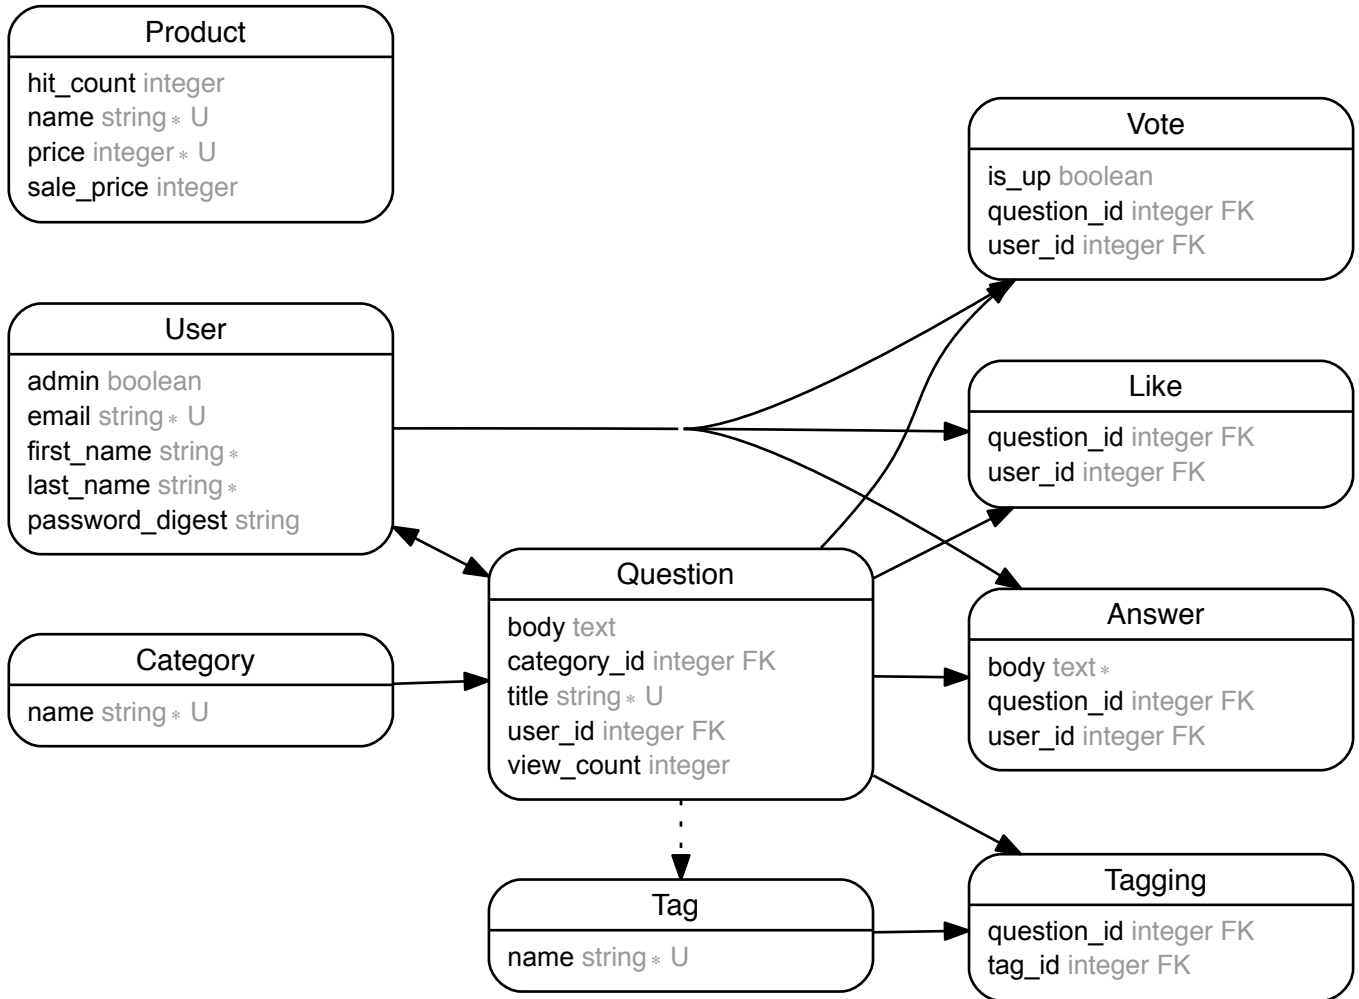 Product
hit_count integer
name string * U
price integer * U
sale_price integer
Vote
is_up boolean
question_id integer FK
user_id integer FK
User
admin boolean
email string * U
first_name string *
last_name string *
password_digest string
Like
question_id integer FK
user_id integer FK
Question
body text
category_id integer FK
title string * U
user_id integer FK
view_count integer
Answer
body text *
question_id integer FK
user_id integer FK
Category
name string * U
Tag
name string * U
Tagging
question_id integer FK
tag_id integer FK